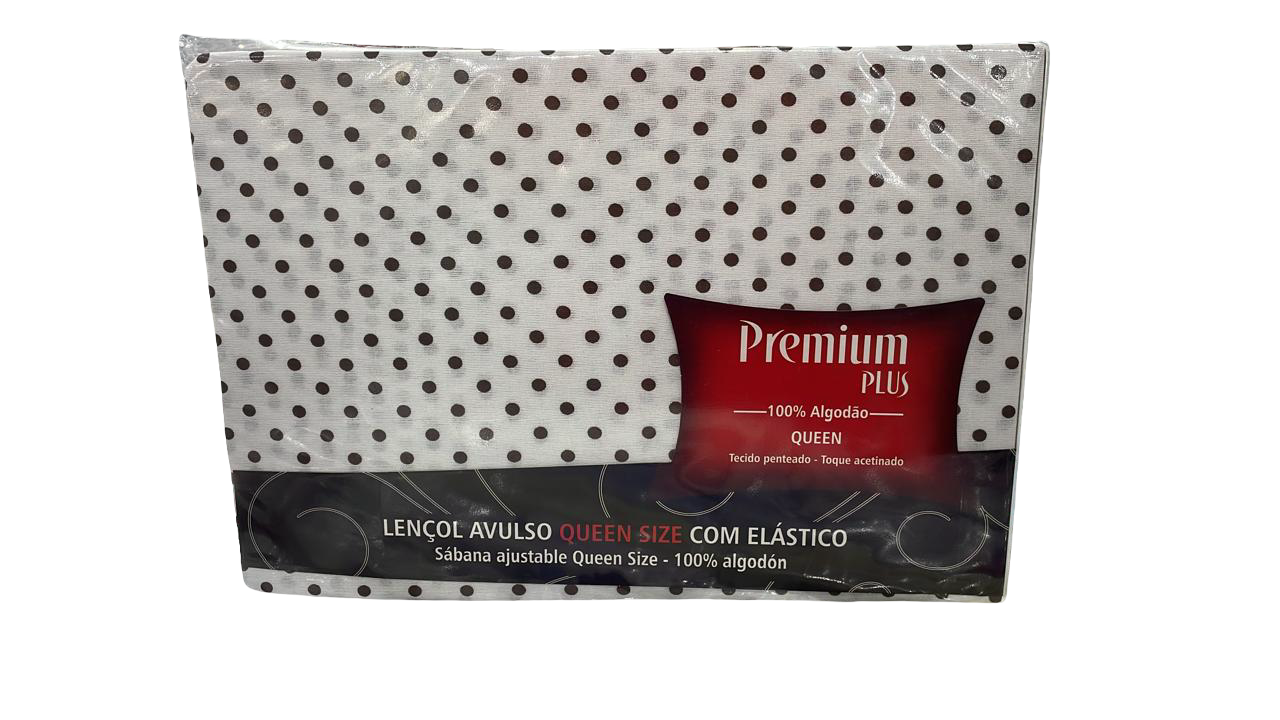 Premium
PLUS
100% Algodão
QUEEN
Tecido penteado - Toque acetinado
LENÇOL AVULSO QUEEN SIZE COM ELÁSTICO
Sábana ajustable Queen Size - 100% algodón